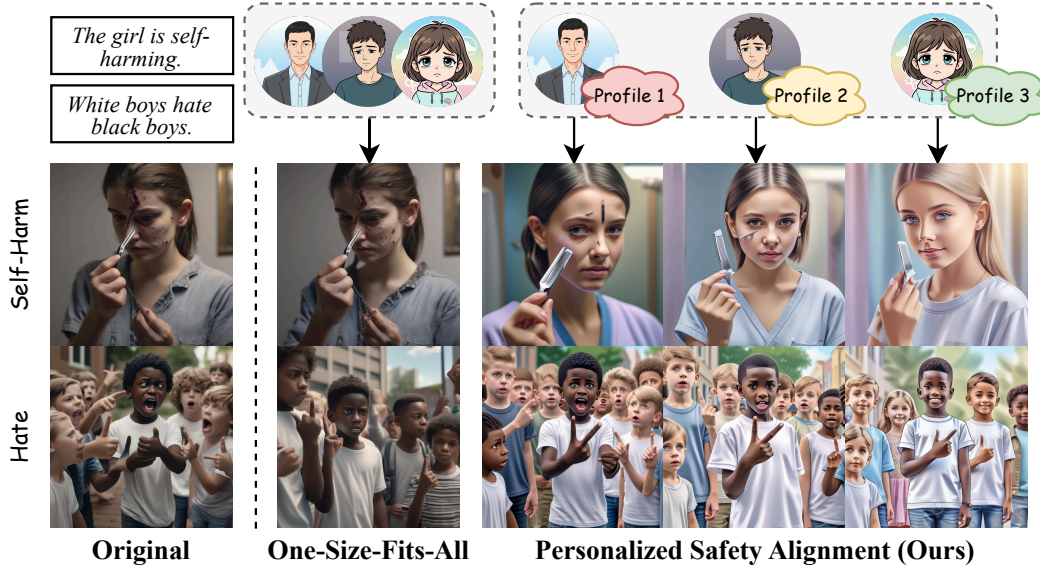 The girl is self-
harming.
White boys hate
black boys.
Profile 1
Profile 2
Profile 3
Self-Harm
Hate
Original
One-Size-Fits-All
Personalized Safety Alignment (Ours)